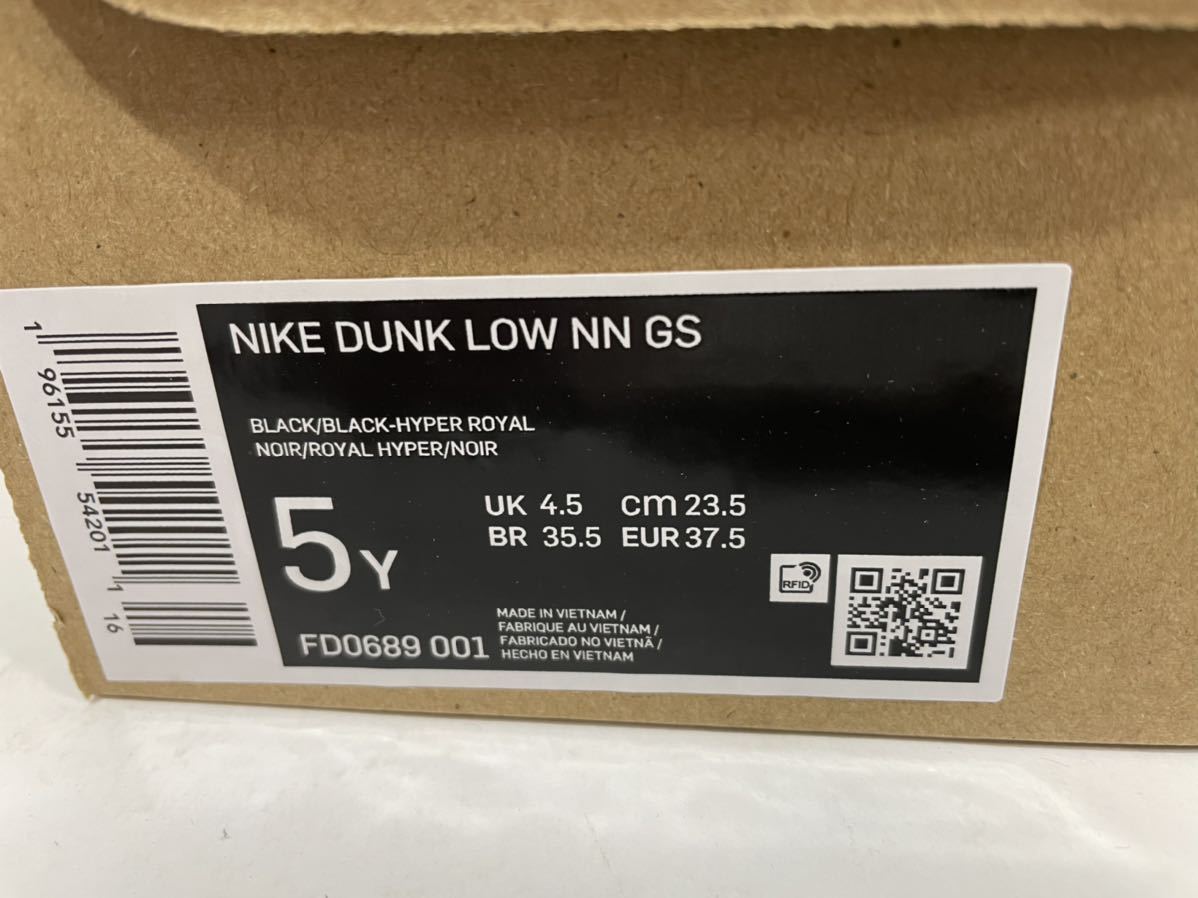 NIKE DUNK LOW NN GS
BLACK/BLACK-HYPER ROYAL
NOIR/ROYAL HYPER/NOIR
5Y
UK 4.5 cm 23.5
BR 35.5 EUR 37.5
FD0689 001
MADE IN VIETNAM /
FABRIQUE AU VIETNAM /
FABRICADO NO VIETNÃ /
HECHO EN VIETNAM
RFID
1 96155 54201 1 16